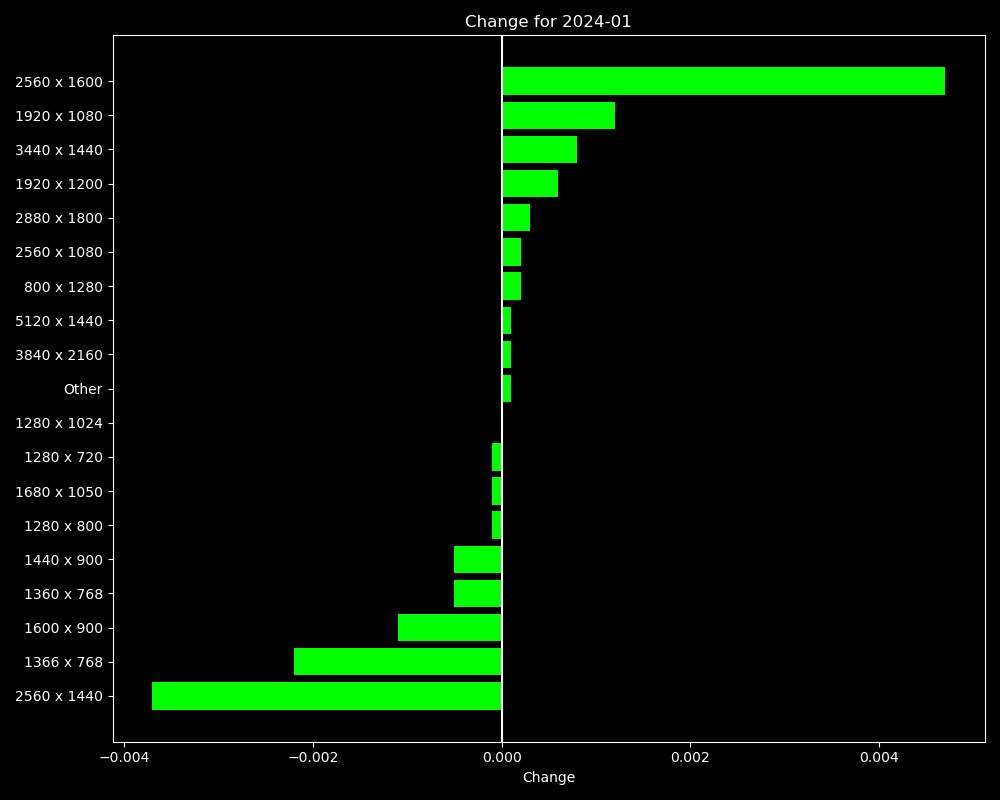 Change for 2024-01
2560 x 1600
1920 x 1080
3440 x 1440
1920 x 1200
2880 x 1800
2560 x 1080
800 x 1280
5120 x 1440
3840 x 2160
Other
1280 x 1024
1280 x 720
1680 x 1050
1280 x 800
1440 x 900
1360 x 768
1600 x 900
1366 x 768
2560 x 1440
−0.004 −0.002 0.000 0.002 0.004
Change